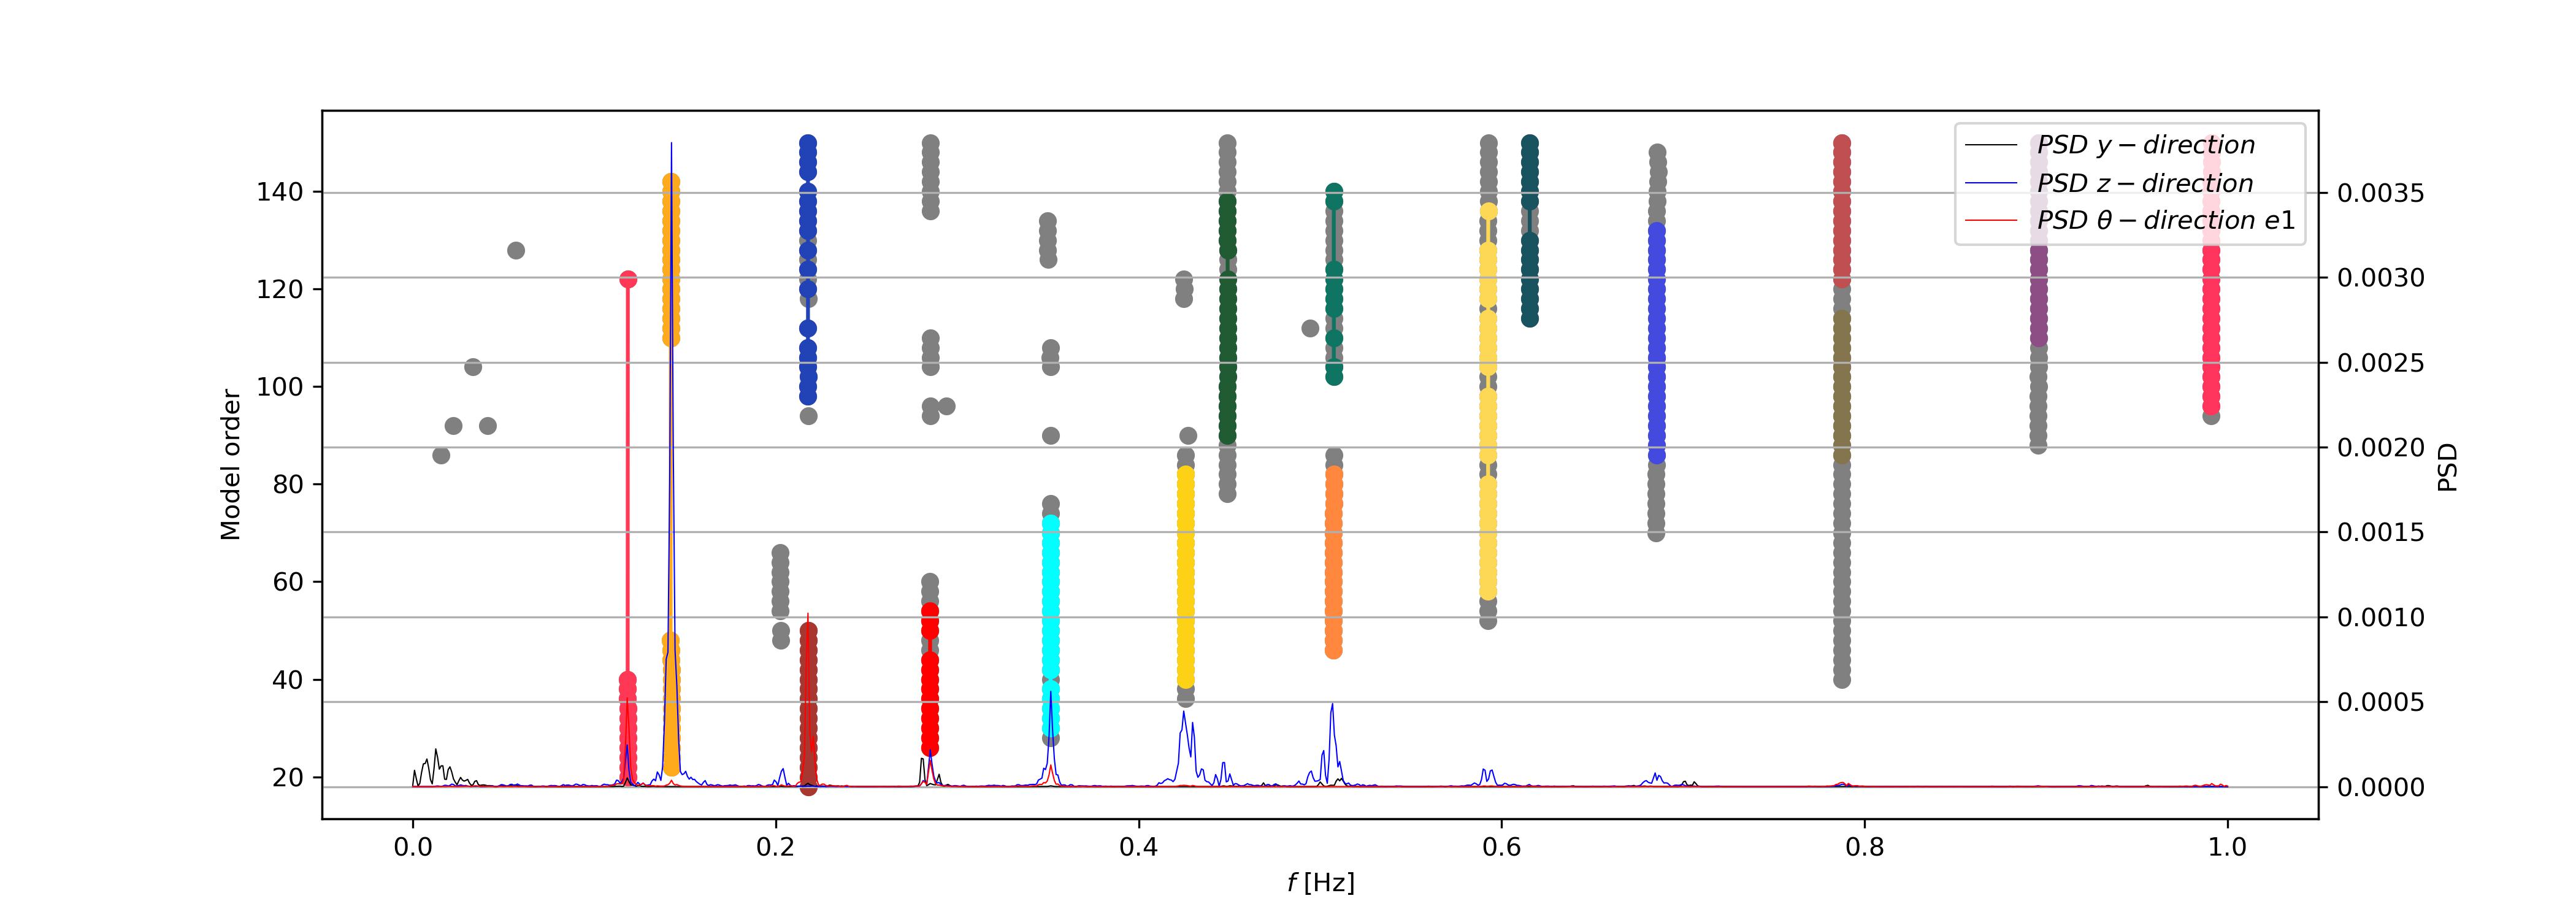 PSD y − direction
PSD z − direction
PSD θ − direction e1
140
120
100
80
60
40
20
Model order
0.0035
0.0030
0.0025
0.0020
0.0015
0.0010
0.0005
0.0000
PSD
0.0 0.2 0.4 0.6 0.8 1.0
f [Hz]